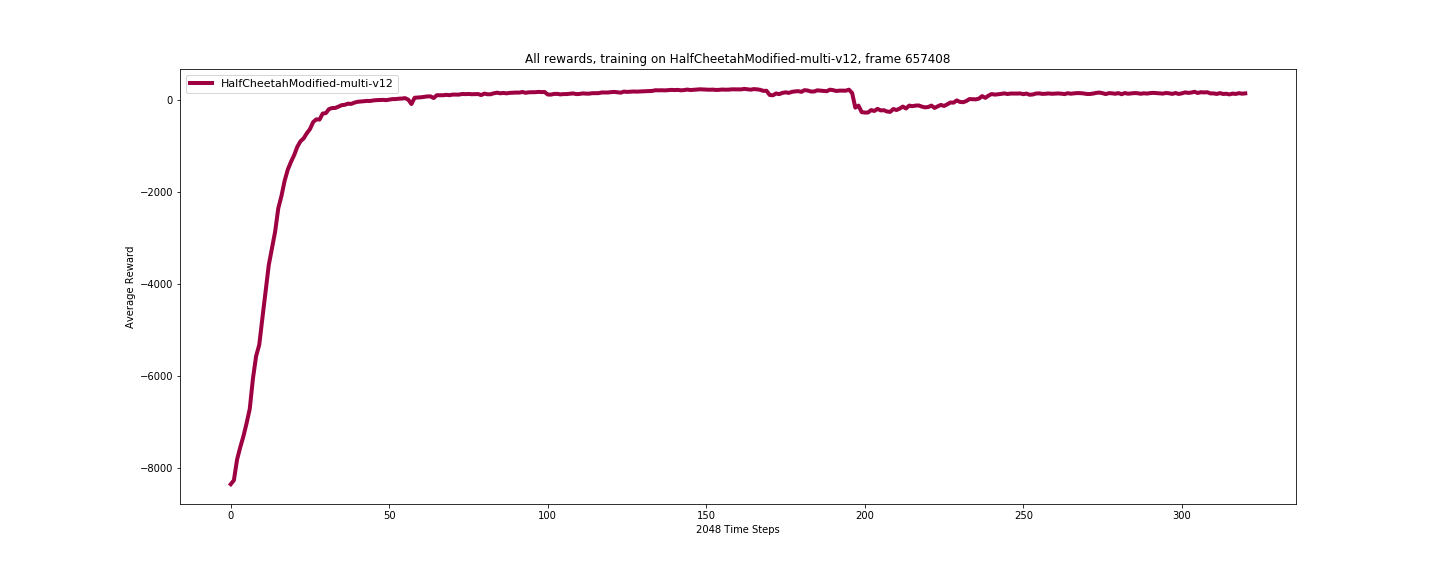 All rewards, training on HalfCheetahModified-multi-v12, frame 657408
HalfCheetahModified-multi-v12
0
−2000
−4000
−6000
−8000
Average Reward
0 50 100 150 200 250 300
2048 Time Steps